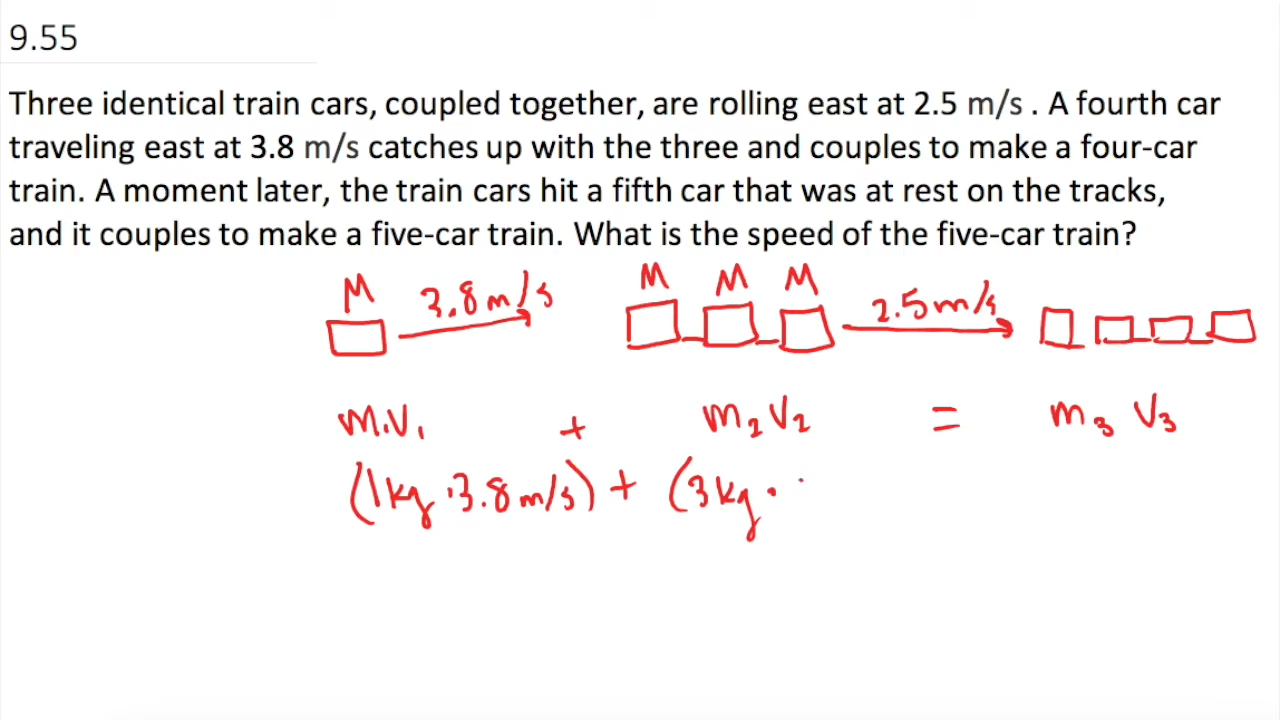 9.55
Three identical train cars, coupled together, are rolling east at 2.5 m/s . A fourth car
traveling east at 3.8 m/s catches up with the three and couples to make a four-car
train. A moment later, the train cars hit a fifth car that was at rest on the tracks,
and it couples to make a five-car train. What is the speed of the five-car train?
M 3.8 m/s M M M 2.5 m/s
m₁V₁ + m₂V₂ = m₃ V₃
(1kg · 3.8 m/s) + (3kg ·